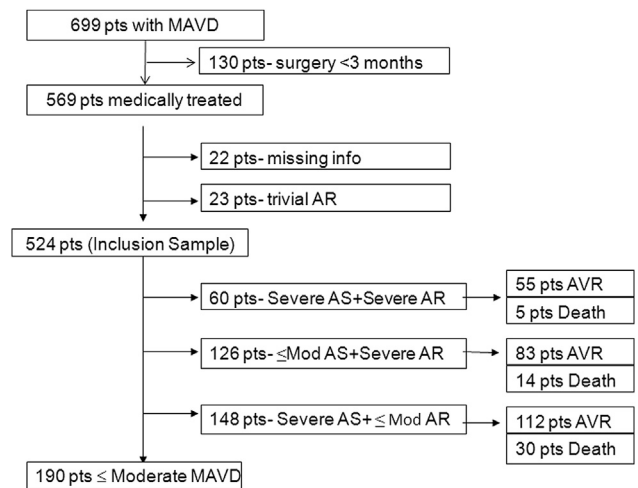 699 pts with MAVD
130 pts- surgery <3 months
569 pts medically treated
22 pts- missing info
23 pts- trivial AR
524 pts (Inclusion Sample)
60 pts- Severe AS+Severe AR
55 pts AVR
5 pts Death
126 pts- ≤Mod AS+Severe AR
83 pts AVR
14 pts Death
148 pts- Severe AS+≤ Mod AR
112 pts AVR
30 pts Death
190 pts ≤ Moderate MAVD